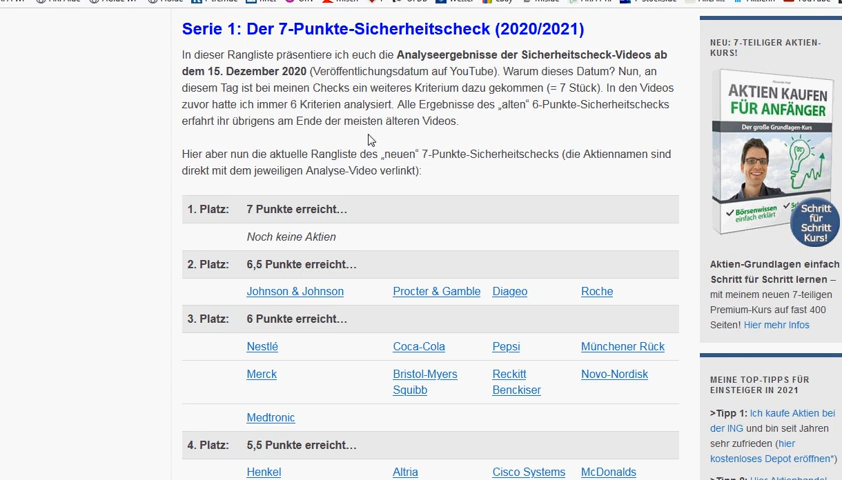 Serie 1: Der 7-Punkte-Sicherheitscheck (2020/2021)
In dieser Rangliste präsentiere ich euch die Analyseergebnisse der Sicherheitscheck-Videos ab
dem 15. Dezember 2020 (Veröffentlichungsdatum auf YouTube). Warum dieses Datum? Nun, an
diesem Tag ist bei meinen Checks ein weiteres Kriterium dazu gekommen (= 7 Stück). In den Videos
zuvor hatte ich immer 6 Kriterien analysiert. Alle Ergebnisse des „alten“ 6-Punkte-Sicherheitschecks
erfahrt ihr übrigens am Ende der meisten älteren Videos.
Hier aber nun die aktuelle Rangliste des „neuen“ 7-Punkte-Sicherheitschecks (die Aktiennamen sind
direkt mit dem jeweiligen Analyse-Video verlinkt):
1. Platz: 7 Punkte erreicht…
Noch keine Aktien
2. Platz: 6,5 Punkte erreicht…
Johnson & Johnson Procter & Gamble Diageo Roche
3. Platz: 6 Punkte erreicht…
Nestlé Coca-Cola Pepsi Münchener Rück
Merck Bristol-Myers Squibb Reckitt Benckiser Novo-Nordisk
Medtronic
4. Platz: 5,5 Punkte erreicht…
Henkel Altria Cisco Systems McDonalds
NEU: 7-TEILIGER AKTIEN-
KURS!
AKTIEN KAUFEN
FÜR ANFÄNGER
Der große Grundlagen-Kurs
Börsenwissen
einfach erklärt
Schritt
für
Schritt
Kurs!
Aktien-Grundlagen einfach
Schritt für Schritt lernen –
mit meinem neuen 7-teiligen
Premium-Kurs auf fast 400
Seiten! Hier mehr Infos
MEINE TOP-TIPPS FÜR
EINSTEIGER IN 2021
>Tipp 1: Ich kaufe Aktien bei
der ING und bin seit Jahren
sehr zufrieden (hier
kostenloses Depot eröffnen*)